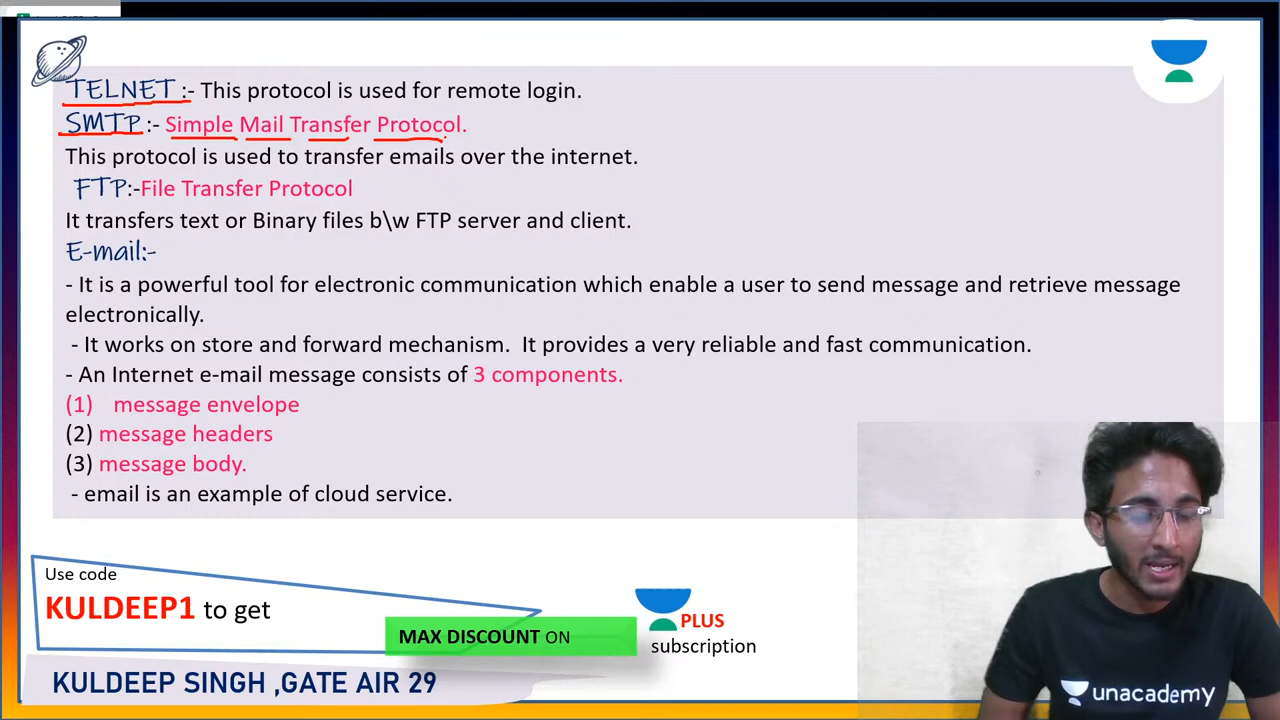 TELNET :- This protocol is used for remote login.
SMTP :- Simple Mail Transfer Protocol.
This protocol is used to transfer emails over the internet.
FTP:-File Transfer Protocol
It transfers text or Binary files b\w FTP server and client.
E-mail:-
- It is a powerful tool for electronic communication which enable a user to send message and retrieve message
electronically.
- It works on store and forward mechanism. It provides a very reliable and fast communication.
- An Internet e-mail message consists of 3 components.
(1) message envelope
(2) message headers
(3) message body.
- email is an example of cloud service.
Use code
KULDEEP1 to get
MAX DISCOUNT ON
PLUS
subscription
KULDEEP SINGH ,GATE AIR 29
unacademy